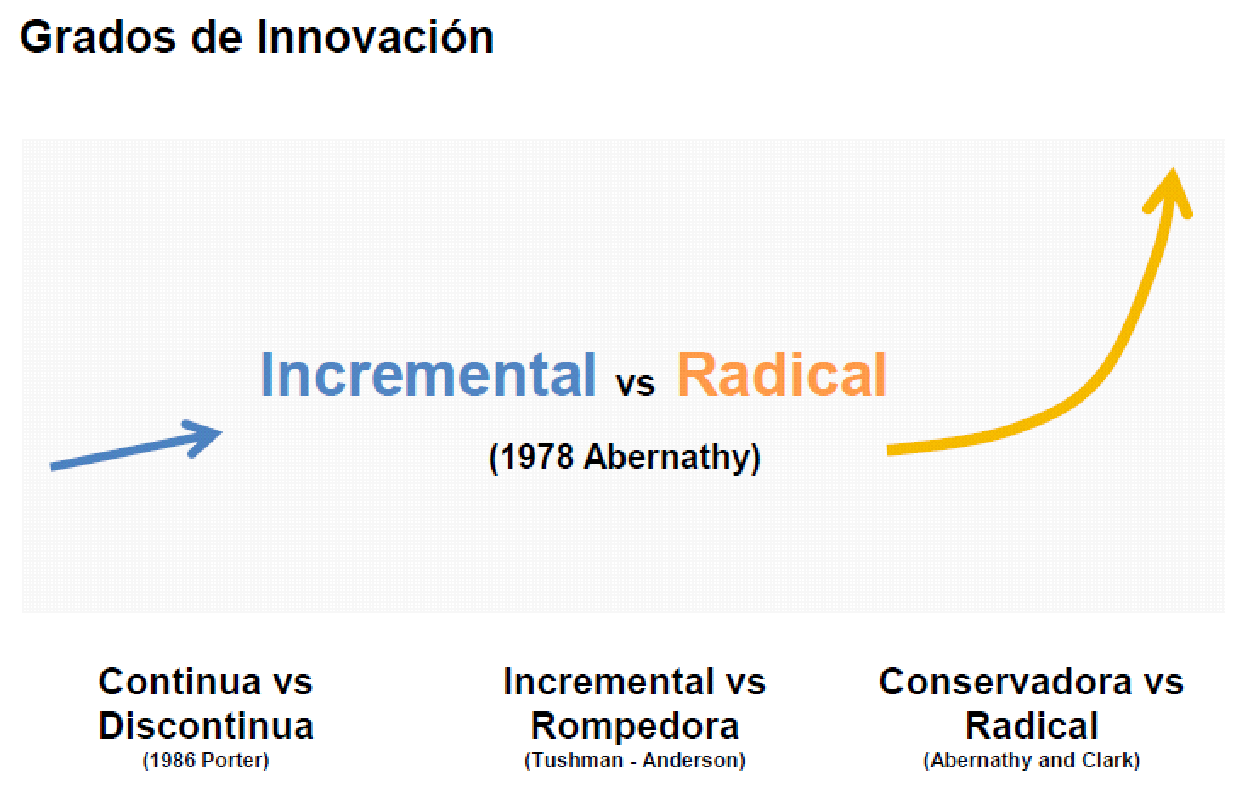 Grados de Innovación
Incremental vs Radical
(1978 Abernathy)
Continua vs
Discontinua
(1986 Porter)
Incremental vs
Rompedora
(Tushman - Anderson)
Conservadora vs
Radical
(Abernathy and Clark)